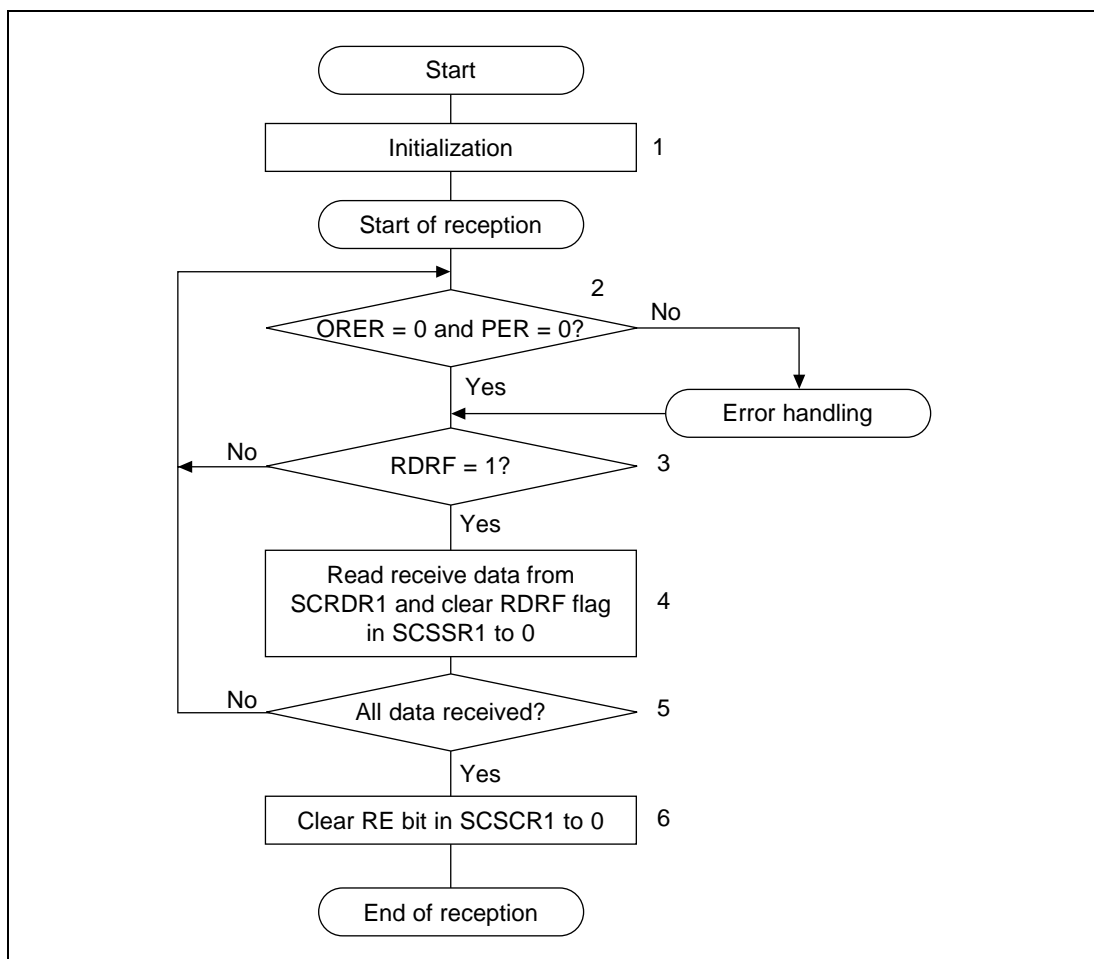 Start
Initialization
1
Start of reception
2
ORER = 0 and PER = 0?
No
Yes
Error handling
No
RDRF = 1?
3
Yes
Read receive data from
SCRDR1 and clear RDRF flag
in SCSSR1 to 0
4
No
All data received?
5
Yes
Clear RE bit in SCSCR1 to 0
6
End of reception